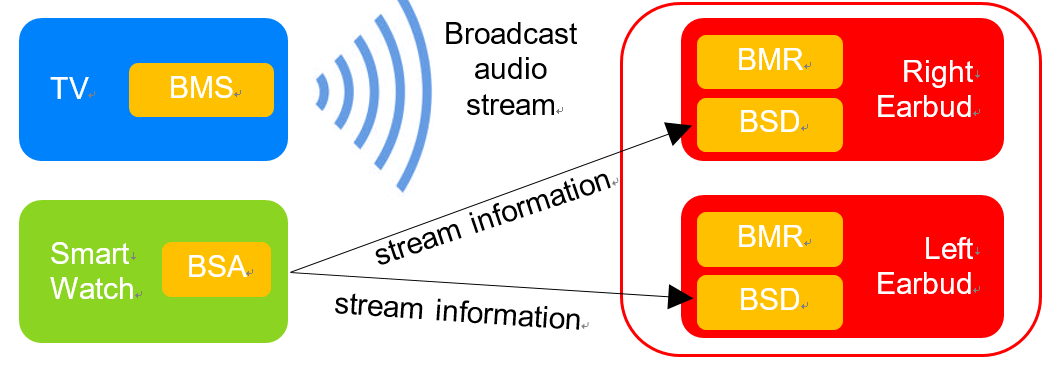 TV
BMS
Broadcast
audio
stream
BMR
BSD
Right
Earbud
Smart
Watch
BSA
stream information
stream information
BMR
BSD
Left
Earbud